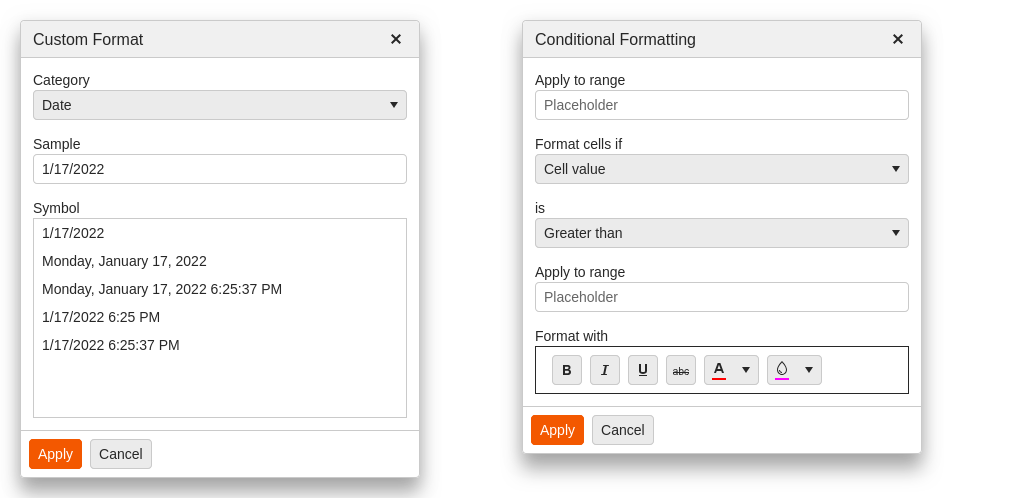 Custom Format
Category
Date
Sample
1/17/2022
Symbol
1/17/2022
Monday, January 17, 2022
Monday, January 17, 2022 6:25:37 PM
1/17/2022 6:25 PM
1/17/2022 6:25:37 PM
Apply Cancel
Conditional Formatting
Apply to range
Placeholder
Format cells if
Cell value
is
Greater than
Apply to range
Placeholder
Format with
B I U abc A
Apply Cancel